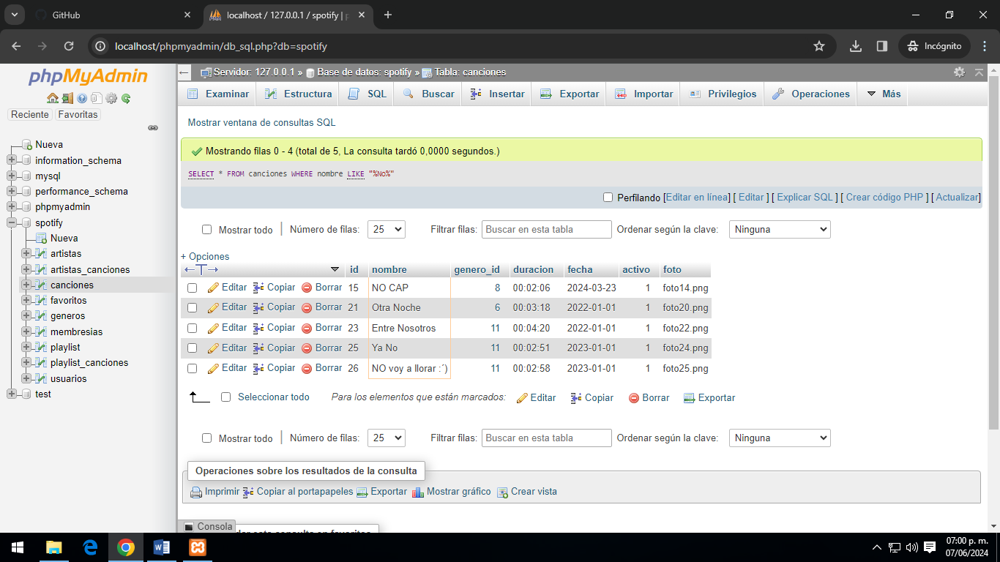 GitHub
localhost / 127.0.0.1 / spotify | p
localhost/phpmyadmin/db_sql.php?db=spotify
Incógnito
phpMyAdmin
Reciente Favoritas
Nueva
information_schema
mysql
performance_schema
phpmyadmin
spotify
Nueva
artistas
artistas_canciones
canciones
favoritos
generos
membresias
playlist
playlist_canciones
usuarios
test
Servidor: 127.0.0.1 » Base de datos: spotify » Tabla: canciones
Examinar Estructura SQL Buscar Insertar Exportar Importar Privilegios Operaciones Más
Mostrar ventana de consultas SQL
Mostrando filas 0 - 4 (total de 5, La consulta tardó 0,0000 segundos.)
SELECT * FROM canciones WHERE nombre LIKE "%No%"
Perfilando [Editar en línea] [ Editar ] [ Explicar SQL ] [ Crear código PHP ] [ Actualizar]
Mostrar todo | Número de filas: 25 Filtrar filas: Buscar en esta tabla Ordenar según la clave: Ninguna
+ Opciones
←T→ id nombre genero_id duracion fecha activo foto
Editar Copiar Borrar 15 NO CAP 8 00:02:06 2024-03-23 1 foto14.png
Editar Copiar Borrar 21 Otra Noche 6 00:03:18 2022-01-01 1 foto20.png
Editar Copiar Borrar 23 Entre Nosotros 11 00:04:20 2022-01-01 1 foto22.png
Editar Copiar Borrar 25 Ya No 11 00:02:51 2023-01-01 1 foto24.png
Editar Copiar Borrar 26 NO voy a llorar :´) 11 00:02:58 2023-01-01 1 foto25.png
Seleccionar todo Para los elementos que están marcados: Editar Copiar Borrar Exportar
Mostrar todo | Número de filas: 25 Filtrar filas: Buscar en esta tabla Ordenar según la clave: Ninguna
Operaciones sobre los resultados de la consulta
Imprimir Copiar al portapapeles Exportar Mostrar gráfico Crear vista
Consola
esta consulta en favoritos
07:00 p. m.
07/06/2024